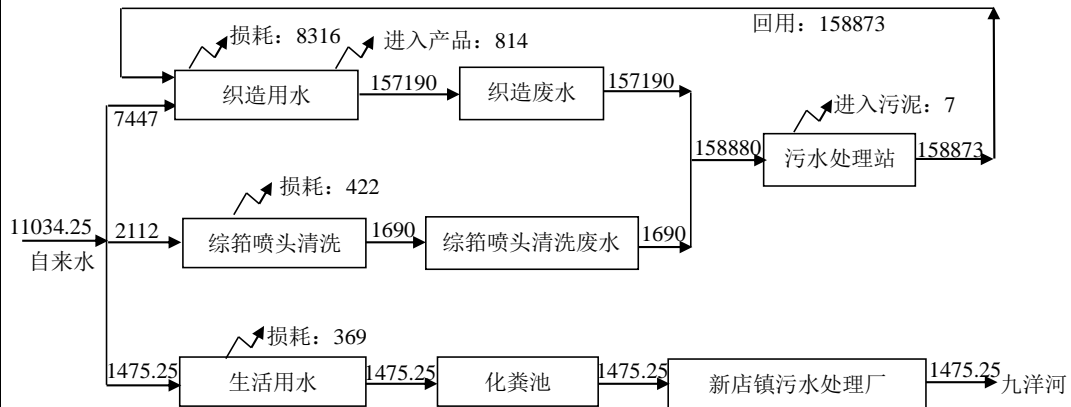 回用：158873
损耗：8316
进入产品：814
织造用水
157190
织造废水
157190
7447
进入污泥：7
158880
污水处理站
158873
损耗：422
11034.25
自来水
2112
综筘喷头清洗
1690
综筘喷头清洗废水
1690
损耗：369
1475.25
生活用水
1475.25
化粪池
1475.25
新店镇污水处理厂
1475.25
九洋河